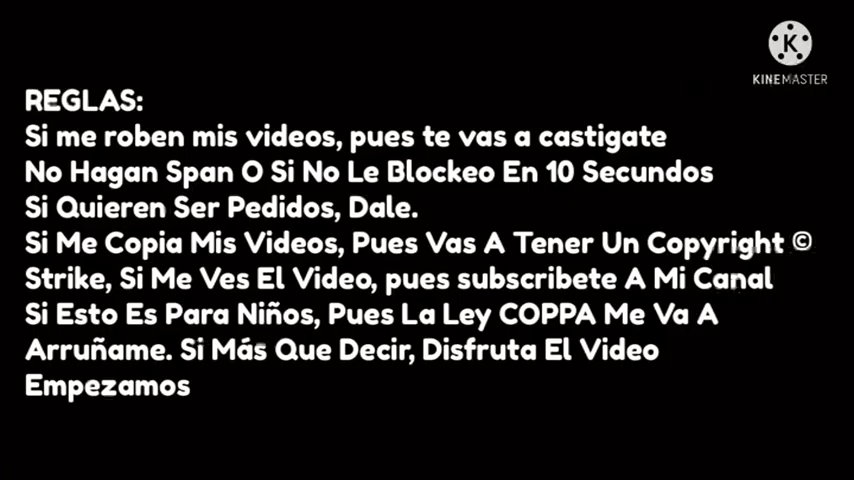 KINEMASTER
REGLAS:
Si me roben mis videos, pues te vas a castigate
No Hagan Span O Si No Le Blockeo En 10 Secundos
Si Quieren Ser Pedidos, Dale.
Si Me Copia Mis Videos, Pues Vas A Tener Un Copyright ©
Strike, Si Me Ves El Video, pues subscribete A Mi Canal
Si Esto Es Para Niños, Pues La Ley COPPA Me Va A
Arruñame. Si Más Que Decir, Disfruta El Video
Empezamos